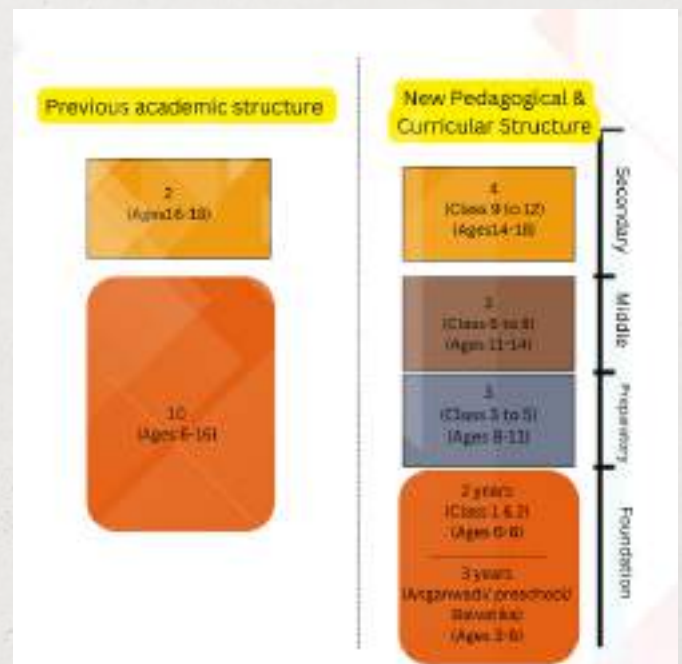 Previous academic structure
2
(Ages16-18)
10
(Ages 6-16)
New Pedagogical &
Curricular Structure
4
(Class 9 to 12)
(Ages14-18)
Secondary
3
(Class 6 to 8)
(Ages 11-14)
Middle
3
(Class 3 to 5)
(Ages 8-11)
Preparatory
2 years
(Class 1 & 2)
(Ages 6-8)
3 years
(Anganwadi/ preschool/
(Ages 3-6)
Foundation